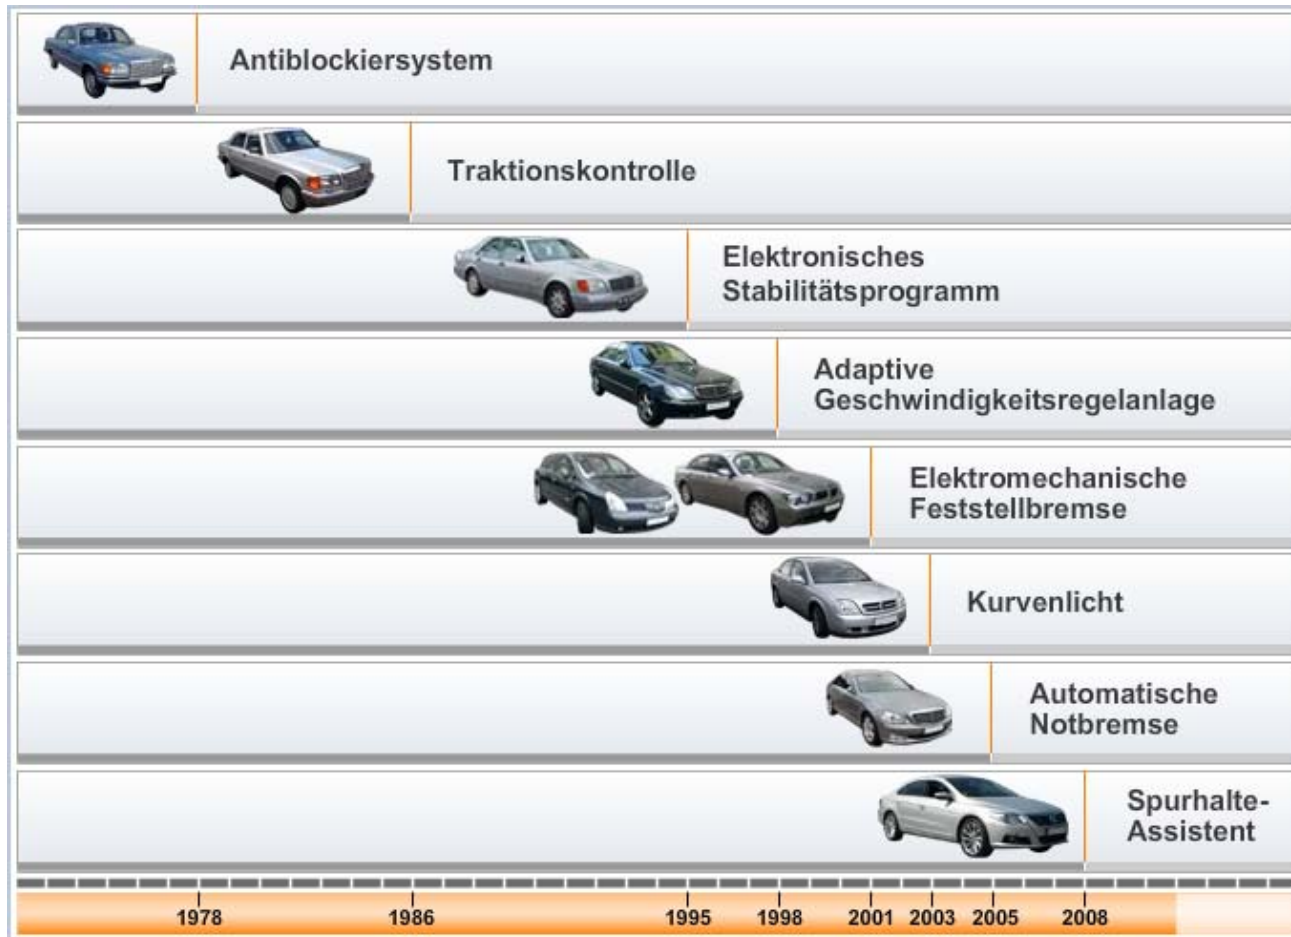 Antiblockiersystem
Traktionskontrolle
Elektronisches
Stabilitätsprogramm
Adaptive
Geschwindigkeitsregelanlage
Elektromechanische
Feststellbremse
Kurvenlicht
Automatische
Notbremse
Spurhalte-
Assistent
1978 1986 1995 1998 2001 2003 2005 2008